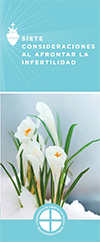 SIETE
CONSIDERACIONES
AL AFRONTAR LA
INFERTILIDAD